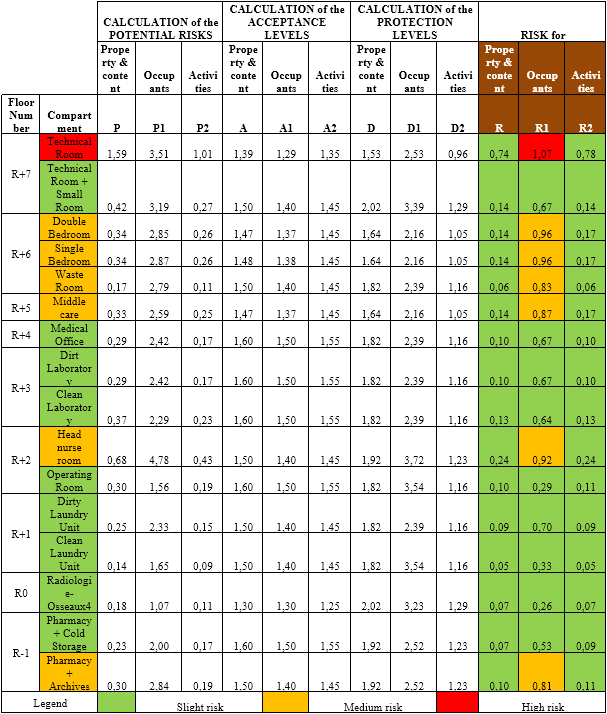 CALCULATION of the POTENTIAL RISKS CALCULATION of the ACCEPTANCE LEVELS CALCULATION of the PROTECTION LEVELS RISK for
Property & content Occupants Activities Property & content Occupants Activities Property & content Occupants Activities Property & content Occupants Activities
Floor Number Compartment P P1 P2 A A1 A2 D D1 D2 R R1 R2
R+7 Technical Room 1,59 3,51 1,01 1,39 1,29 1,35 1,53 2,53 0,96 0,74 1,07 0,78
Technical Room + Small Room 0,42 3,19 0,27 1,50 1,40 1,45 2,02 3,39 1,29 0,14 0,67 0,14
R+6 Double Bedroom 0,34 2,85 0,26 1,47 1,37 1,45 1,64 2,16 1,05 0,14 0,96 0,17
Single Bedroom 0,34 2,87 0,26 1,48 1,38 1,45 1,64 2,16 1,05 0,14 0,96 0,17
Waste Room 0,17 2,79 0,11 1,50 1,40 1,45 1,82 2,39 1,16 0,06 0,83 0,06
R+5 Middle care 0,33 2,59 0,25 1,47 1,37 1,45 1,64 2,16 1,05 0,14 0,87 0,17
R+4 Medical Office 0,29 2,42 0,17 1,60 1,50 1,55 1,82 2,39 1,16 0,10 0,67 0,10
R+3 Dirt Laboratory 0,29 2,42 0,17 1,60 1,50 1,55 1,82 2,39 1,16 0,10 0,67 0,10
Clean Laboratory 0,37 2,29 0,23 1,60 1,50 1,55 1,82 2,39 1,16 0,13 0,64 0,13
R+2 Head nurse room 0,68 4,78 0,43 1,50 1,40 1,45 1,92 3,72 1,23 0,24 0,92 0,24
Operating Room 0,30 1,56 0,19 1,60 1,50 1,55 1,82 3,54 1,16 0,10 0,29 0,11
R+1 Dirty Laundry Unit 0,25 2,33 0,15 1,50 1,40 1,45 1,82 2,39 1,16 0,09 0,70 0,09
Clean Laundry Unit 0,14 1,65 0,09 1,50 1,40 1,45 1,82 3,54 1,16 0,05 0,33 0,05
R0 Radiologie-Osseaux4 0,18 1,07 0,11 1,30 1,30 1,25 2,02 3,23 1,29 0,07 0,26 0,07
R-1 Pharmacy + Cold Storage 0,23 2,00 0,17 1,60 1,50 1,55 1,92 2,52 1,23 0,07 0,53 0,09
Pharmacy + Archives 0,30 2,84 0,19 1,50 1,40 1,45 1,92 2,52 1,23 0,10 0,81 0,11
Legend Slight risk Medium risk High risk